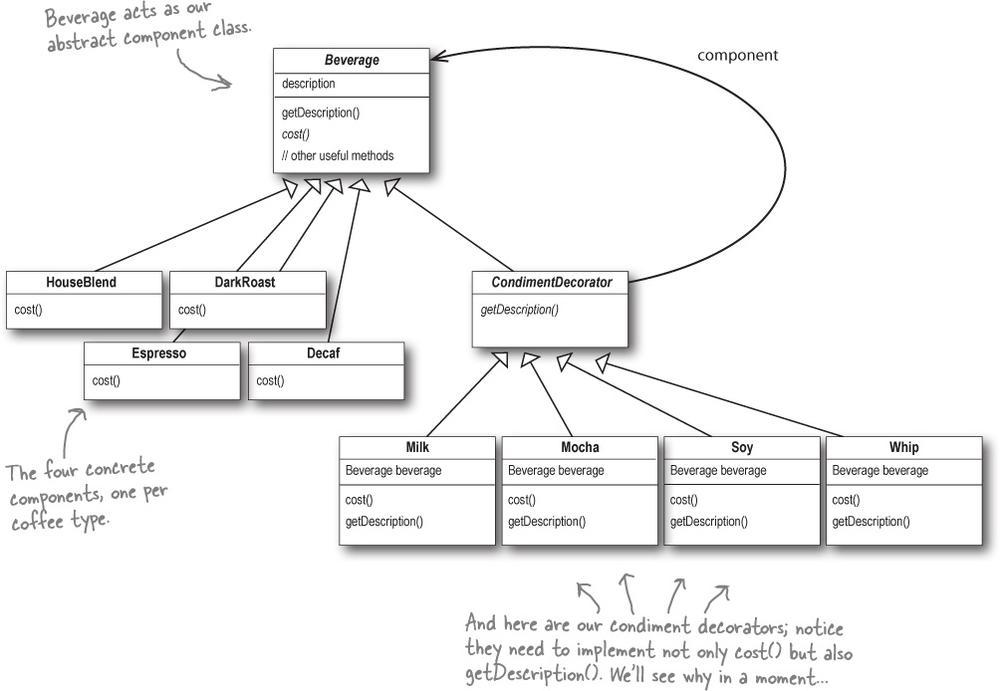 Beverage acts as our
abstract component class.
component
Beverage
description
getDescription()
cost()
// other useful methods
HouseBlend
cost()
DarkRoast
cost()
CondimentDecorator
getDescription()
Espresso
cost()
Decaf
cost()
The four concrete
components, one per
coffee type.
Milk
Beverage beverage
cost()
getDescription()
Mocha
Beverage beverage
cost()
getDescription()
Soy
Beverage beverage
cost()
getDescription()
Whip
Beverage beverage
cost()
getDescription()
And here are our condiment decorators; notice
they need to implement not only cost() but also
getDescription(). We'll see why in a moment...